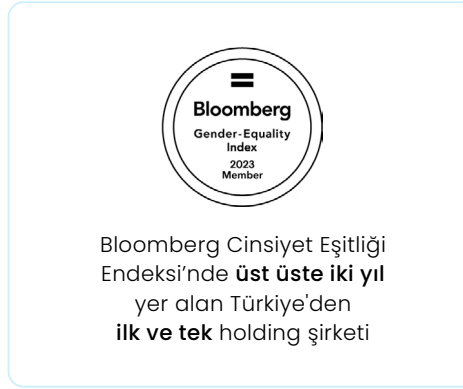 Bloomberg
Gender-Equality
Index
2023
Member
Bloomberg Cinsiyet Eşitliği
Endeksi’nde üst üste iki yıl
yer alan Türkiye'den
ilk ve tek holding şirketi